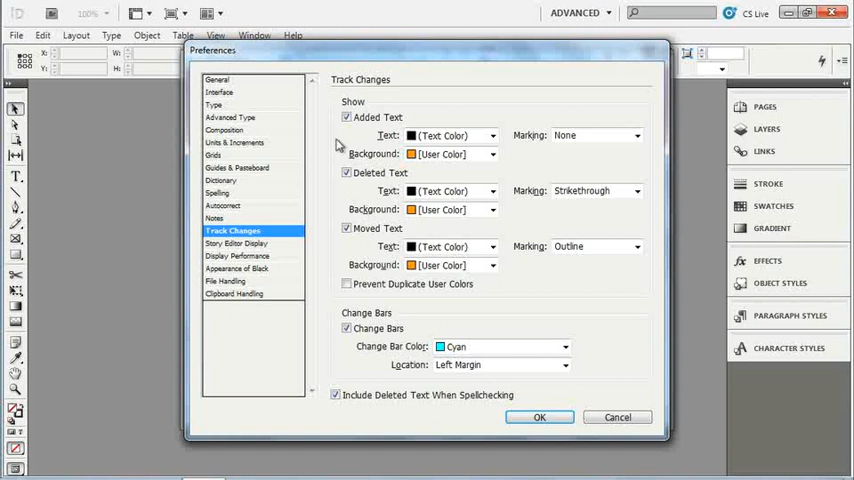 ID 180% Br ADVANCED CS Live
File Edit Layout Type Object Table View Window Help
X: W:
Y: H:
Preferences
General
Interface
Type
Advanced Type
Composition
Units & Increments
Grids
Guides & Pasteboard
Dictionary
Spelling
Autocorrect
Notes
Track Changes
Story Editor Display
Display Performance
Appearance of Black
File Handling
Clipboard Handling
Track Changes
Show
Added Text
Text: (Text Color) Marking: None
Background: [User Color]
Deleted Text
Text: (Text Color) Marking: Strikethrough
Background: [User Color]
Moved Text
Text: (Text Color) Marking: Outline
Background: [User Color]
Prevent Duplicate User Colors
Change Bars
Change Bars
Change Bar Color: Cyan
Location: Left Margin
Include Deleted Text When Spellchecking
OK Cancel
PAGES
LAYERS
LINKS
STROKE
SWATCHES
GRADIENT
EFFECTS
OBJECT STYLES
PARAGRAPH STYLES
CHARACTER STYLES